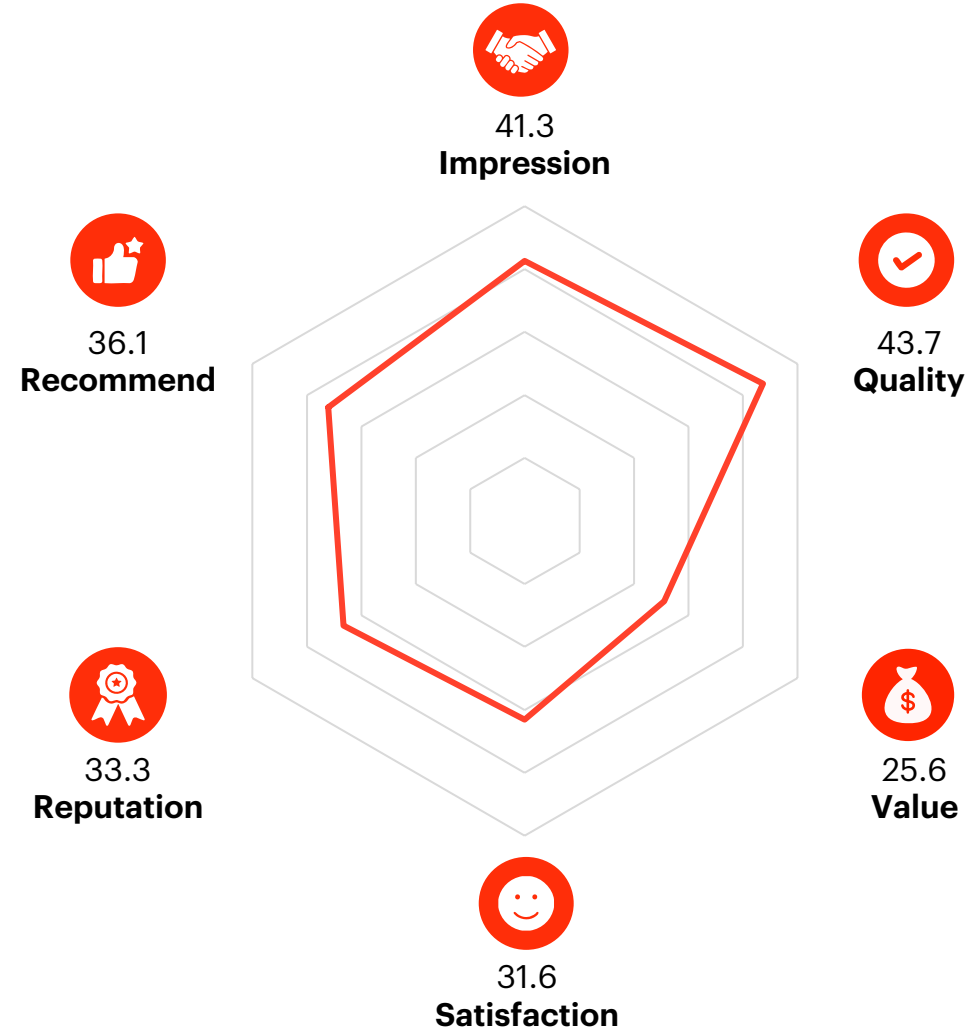 41.3
Impression
36.1
Recommend
43.7
Quality
33.3
Reputation
$
25.6
Value
31.6
Satisfaction